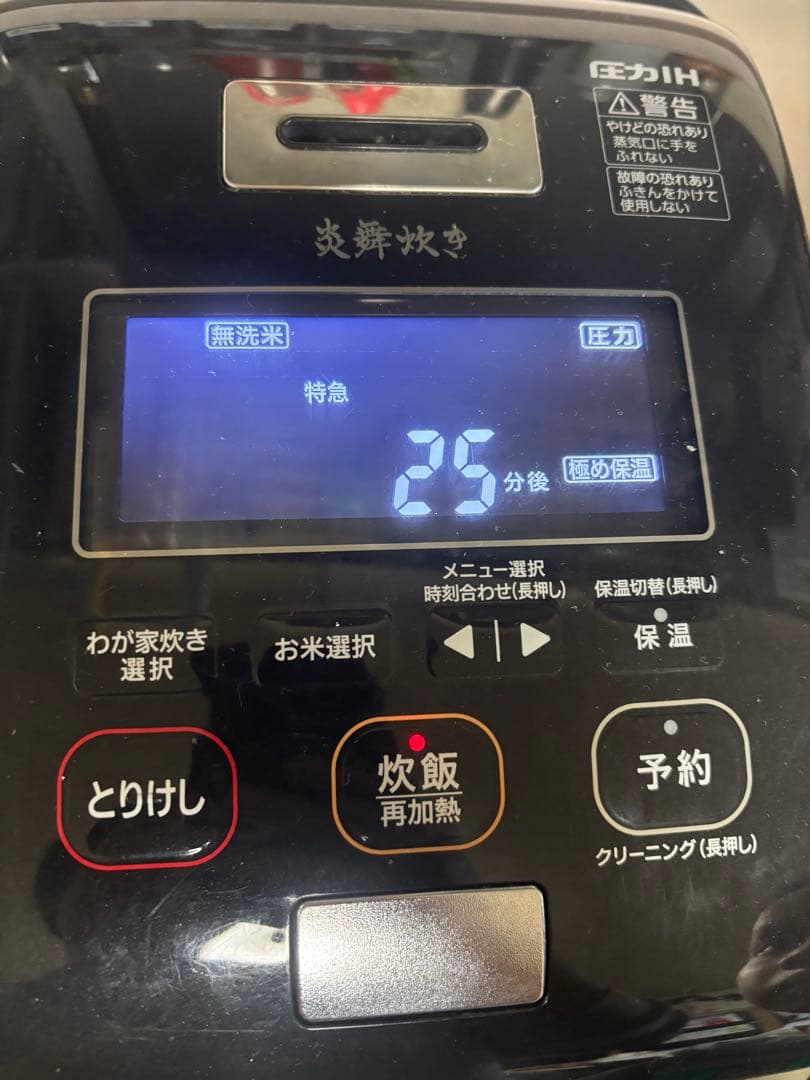 圧力IH
⚠警告
やけどの恐れあり
蒸気口に手を
ふれない
故障の恐れあり
ふきんをかけて
使用しない
炎舞炊き
無洗米
圧力
特急
25分後
極め保温
メニュー選択
時刻合わせ(長押し)
保温切替(長押し)
わが家炊き
選択
お米選択
保温
とりけし
炊飯
再加熱
予約
クリーニング(長押し)